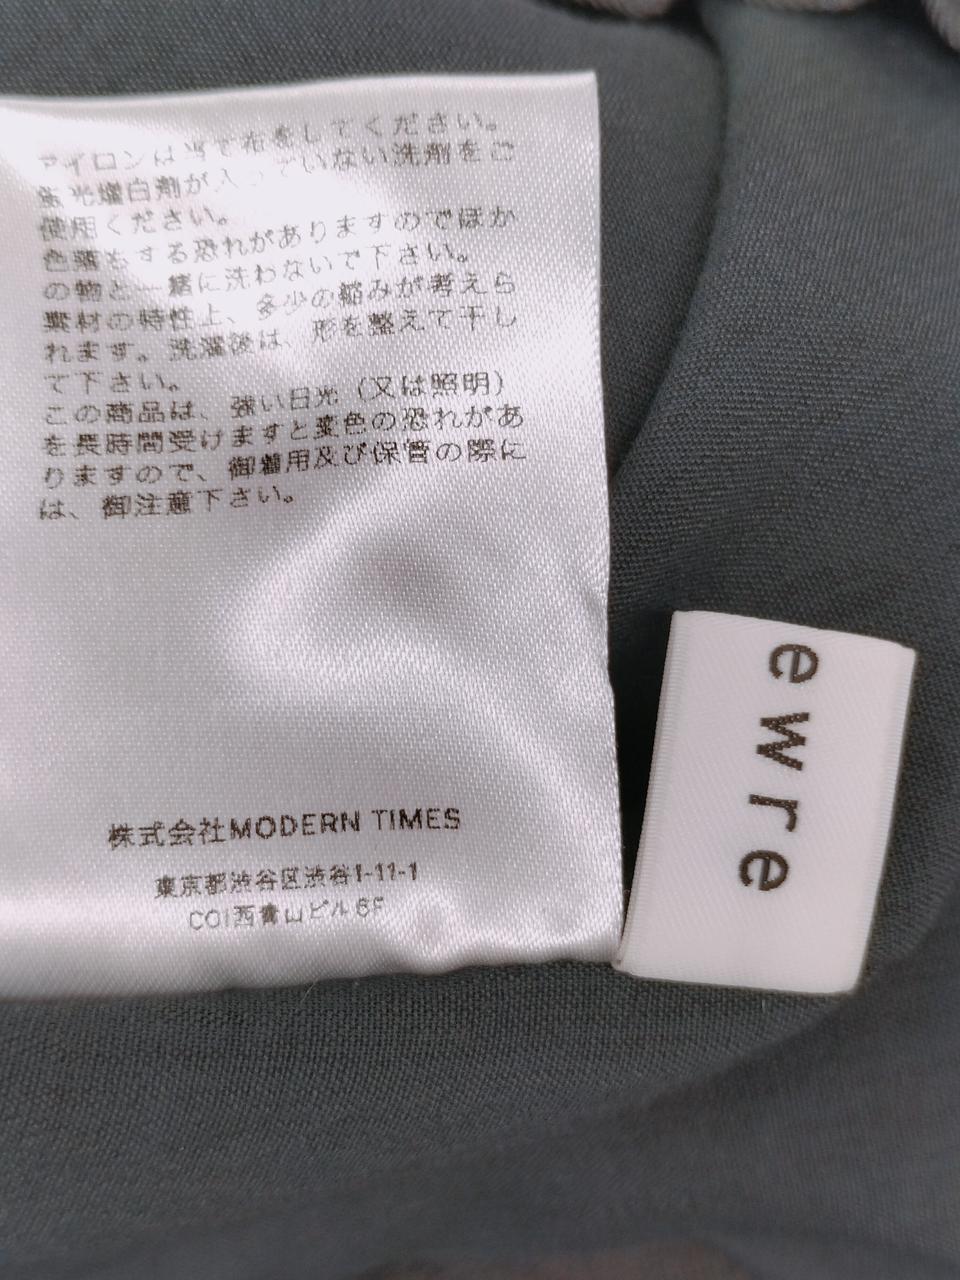 アイロンは当て布をしてください。
蛍光増白剤が入っていない洗剤をご
使用ください。
色落ちする恐れがありますのでほか
の物と一緒に洗わないで下さい。
素材の特性上、多少の縮みが考えら
れます。洗濯後は、形を整えて干し
て下さい。
この商品は、強い日光(又は照明)
を長時間受けますと変色の恐れがあ
りますので、御着用及び保管の際に
は、御注意下さい。
株式会社MODERN TIMES
東京都渋谷区渋谷1-11-1
COI西青山ビル6F
ewre